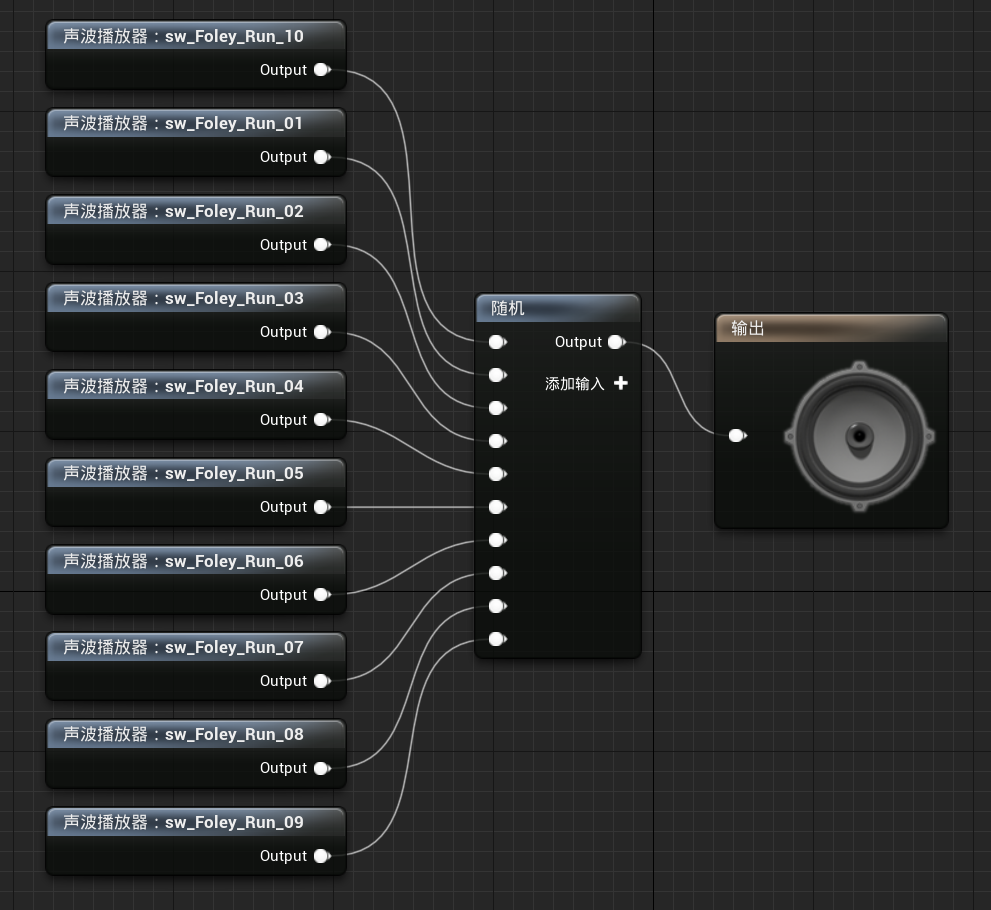 声波播放器：sw_Foley_Run_10
Output
声波播放器：sw_Foley_Run_01
Output
声波播放器：sw_Foley_Run_02
Output
声波播放器：sw_Foley_Run_03
Output
声波播放器：sw_Foley_Run_04
Output
声波播放器：sw_Foley_Run_05
Output
声波播放器：sw_Foley_Run_06
Output
声波播放器：sw_Foley_Run_07
Output
声波播放器：sw_Foley_Run_08
Output
声波播放器：sw_Foley_Run_09
Output
随机
Output
添加输入
输出